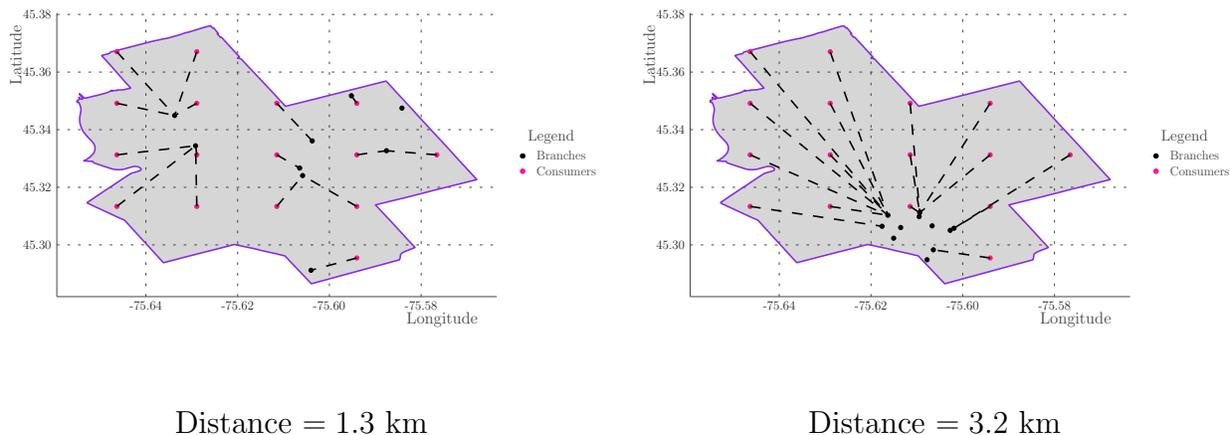 45.38
45.36
45.34
45.32
45.30
Latitude
-75.64 -75.62 -75.60 -75.58
Longitude
Legend
Branches
Consumers
Distance = 1.3 km
45.38
45.36
45.34
45.32
45.30
Latitude
-75.64 -75.62 -75.60 -75.58
Longitude
Legend
Branches
Consumers
Distance = 3.2 km